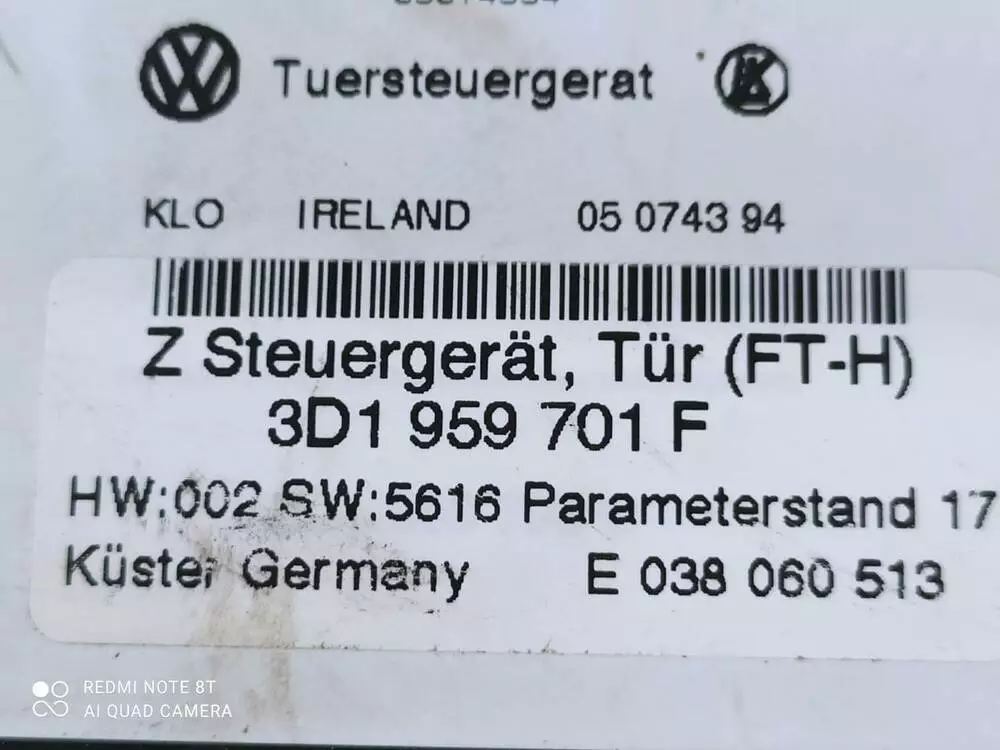 Tuersteuergerat
KLO IRELAND 05 0743 94
Z Steuergerät, Tür (FT-H)
3D1 959 701 F
HW:002 SW:5616 Parameterstand 17
Küster Germany E 038 060 513
REDMI NOTE 8T
AI QUAD CAMERA